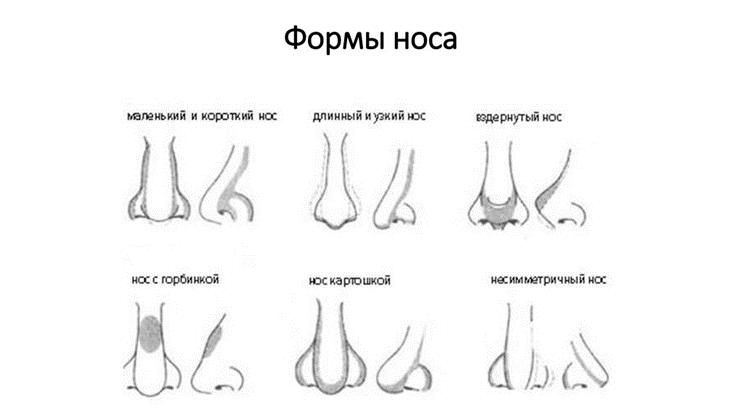 Формы носа
маленький и короткий нос
длинный и узкий нос
вздернутый нос
нос с горбинкой
нос картошкой
несимметричный нос